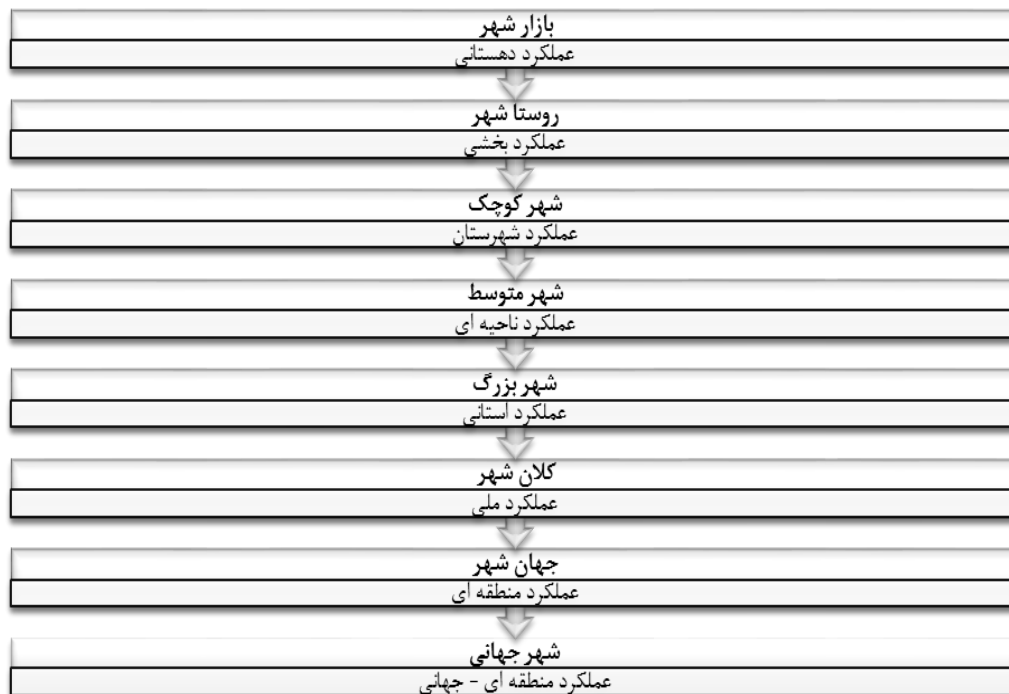 بازار شهر
عملکرد دهستانی
روستا شهر
عملکرد بخشی
شهر کوچک
عملکرد شهرستان
شهر متوسط
عملکرد ناحیه ای
شهر بزرگ
عملکرد استانی
کلان شهر
عملکرد ملی
جهان شهر
عملکرد منطقه ای
شهر جهانی
عملکرد منطقه ای - جهانی